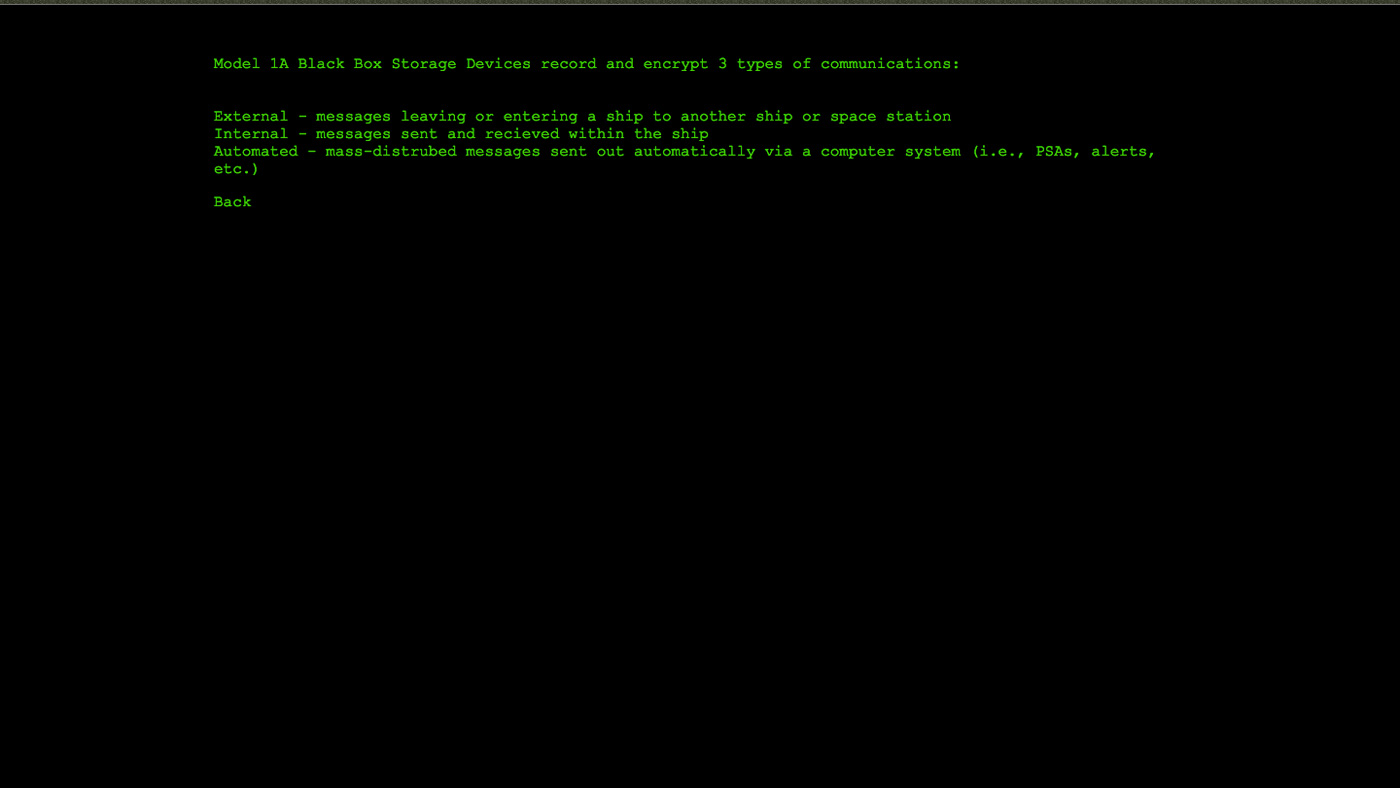 Model 1A Black Box Storage Devices record and encrypt 3 types of communications:
External - messages leaving or entering a ship to another ship or space station
Internal - messages sent and recieved within the ship
Automated - mass-distrubed messages sent out automatically via a computer system (i.e., PSAs, alerts,
etc.)
Back